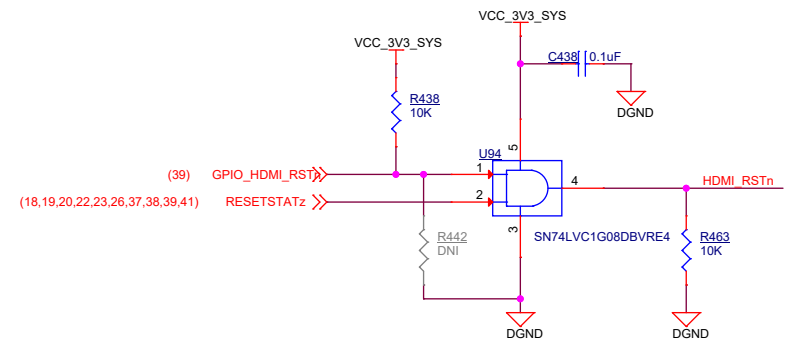 VCC_3V3_SYS
VCC_3V3_SYS
C438 0.1uF
R438
10K
DGND
5
U94
(39) GPIO_HDMI_RSTn 1
4 HDMI_RSTn
(18,19,20,22,23,26,37,38,39,41) RESETSTATz 2
3
SN74LVC1G08DBVRE4
R442
DNI
R463
10K
DGND DGND